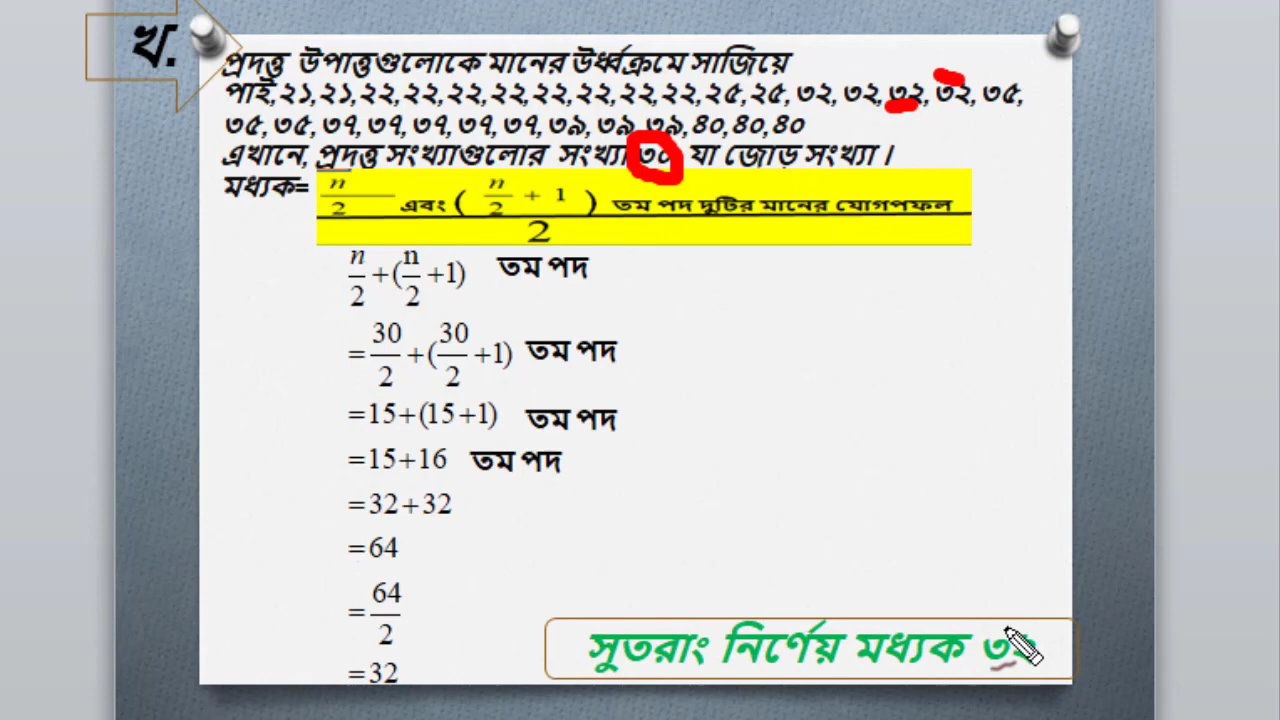 খ.
প্রদত্ত উপাত্তগুলোকে মানের উর্ধ্বক্রমে সাজিয়ে
পাই,২১,২১,২২,২২,২২,২২,২২,২২,২২,২২,২৫,২৫,৩২,৩২,৩২,৩২,৩৫,
৩৫,৩৫,৩৭,৩৭,৩৭,৩৭,৩৭,৩৯,৩৯,৩৯,৪০,৪০,৪০
এখানে, প্রদত্ত সংখ্যাগুলোর সংখ্যা ৩০ যা জোড় সংখ্যা।
মধ্যক= n/2 এবং ( n/2 + 1 ) তম পদ দুটির মানের যোগপফল
2
n/2 +(n/2 +1) তম পদ
= 30/2 +(30/2 +1) তম পদ
=15+(15+1) তম পদ
=15+16 তম পদ
=32+32
=64
= 64/2
=32
সুতরাং নির্ণেয় মধ্যক ৩২